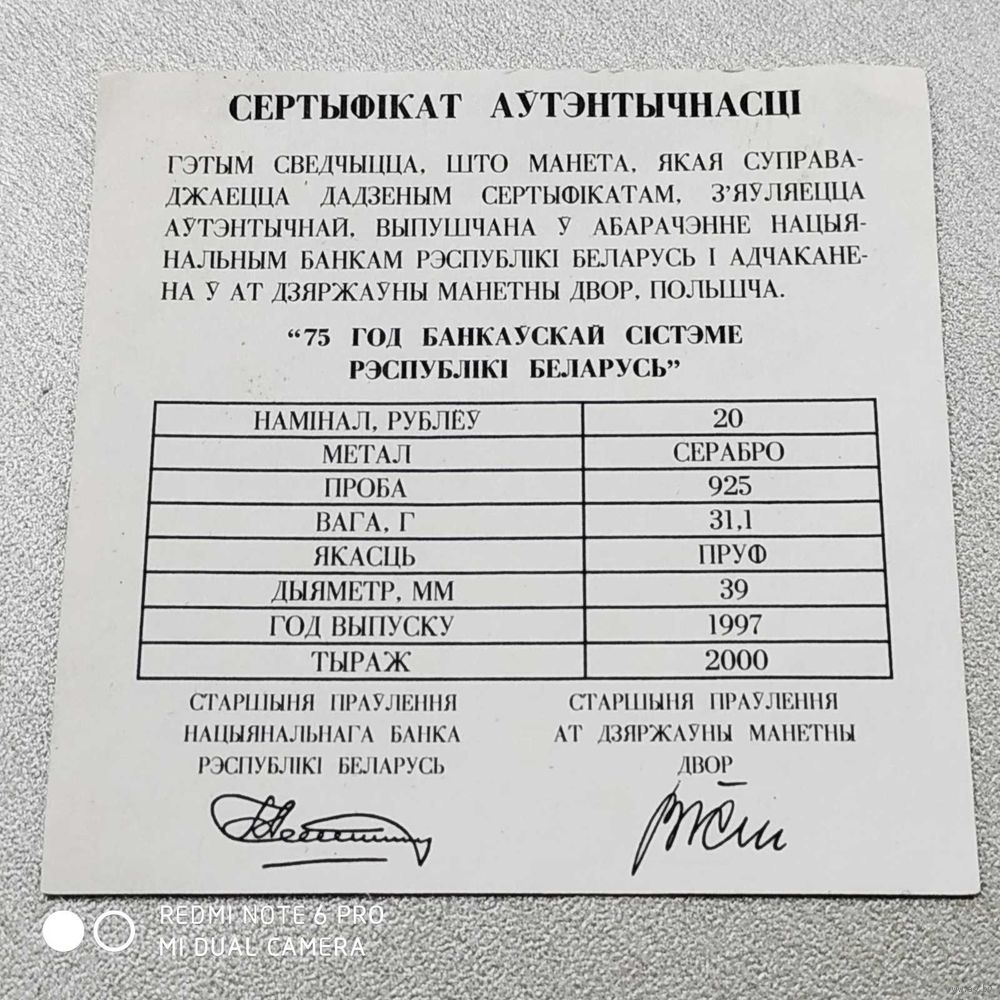 СЕРТЫФІКАТ АЎТЭНТЫЧНАСЦІ
ГЭТЫМ СВЕДЧЫЦЦА, ШТО МАНЕТА, ЯКАЯ СУПРАВА-
ДЖАЕЦЦА ДАДЗЕНЫМ СЕРТЫФІКАТАМ, З'ЯЎЛЯЕЦЦА
АЎТЭНТЫЧНАЙ, ВЫПУШЧАНА Ў АБАРАЧЭННЕ НАЦЫЯ-
НАЛЬНЫМ БАНКАМ РЭСПУБЛІКІ БЕЛАРУСЬ І АДЧАКАНЕ-
НА Ў АТ ДЗЯРЖАЎНЫ МАНЕТНЫ ДВОР, ПОЛЬШЧА.
“75 ГОД БАНКАЎСКАЙ СІСТЭМЕ
РЭСПУБЛІКІ БЕЛАРУСЬ”
НАМІНАЛ, РУБЛЁЎ 20
МЕТАЛ СЕРАБРО
ПРОБА 925
ВАГА, Г 31,1
ЯКАСЦЬ ПРУФ
ДЫЯМЕТР, ММ 39
ГОД ВЫПУСКУ 1997
ТЫРАЖ 2000
СТАРШЫНЯ ПРАЎЛЕННЯ
НАЦЫЯНАЛЬНАГА БАНКА
РЭСПУБЛІКІ БЕЛАРУСЬ
СТАРШЫНЯ ПРАЎЛЕННЯ
АТ ДЗЯРЖАЎНЫ МАНЕТНЫ
ДВОР
REDMI NOTE 6 PRO
MI DUAL CAMERA